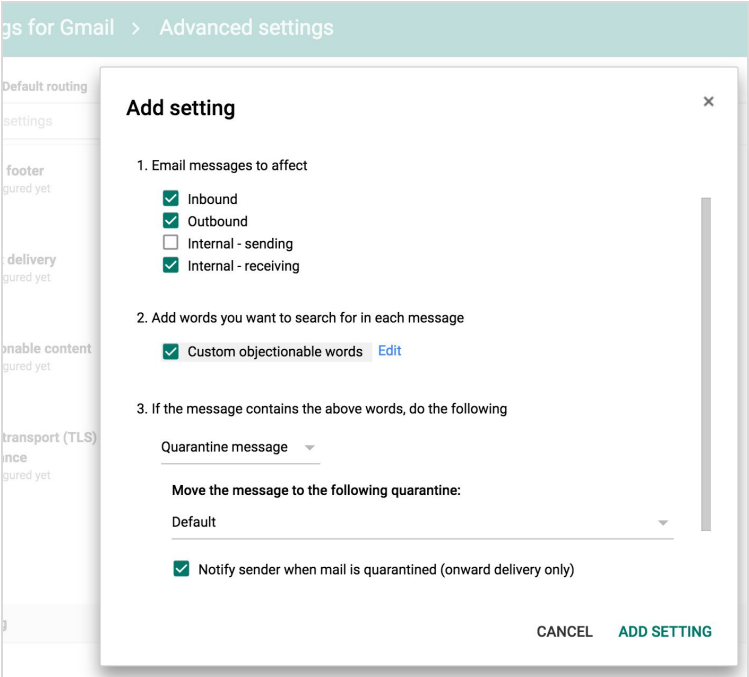 gs for Gmail > Advanced settings
Default routing
settings
Add setting
×
1. Email messages to affect
footer
gured yet
Inbound
Outbound
Internal - sending
Internal - receiving
delivery
gured yet
2. Add words you want to search for in each message
onable content
gured yet
Custom objectionable words Edit
3. If the message contains the above words, do the following
transport (TLS)
ance
gured yet
Quarantine message
Move the message to the following quarantine:
Default
Notify sender when mail is quarantined (onward delivery only)
CANCEL ADD SETTING